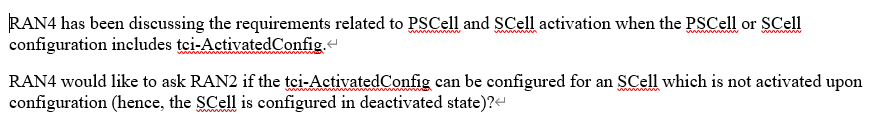 RAN4 has been discussing the requirements related to PSCell and SCell activation when the PSCell or SCell
configuration includes tci-ActivatedConfig.
RAN4 would like to ask RAN2 if the tci-ActivatedConfig can be configured for an SCell which is not activated upon
configuration (hence, the SCell is configured in deactivated state)?